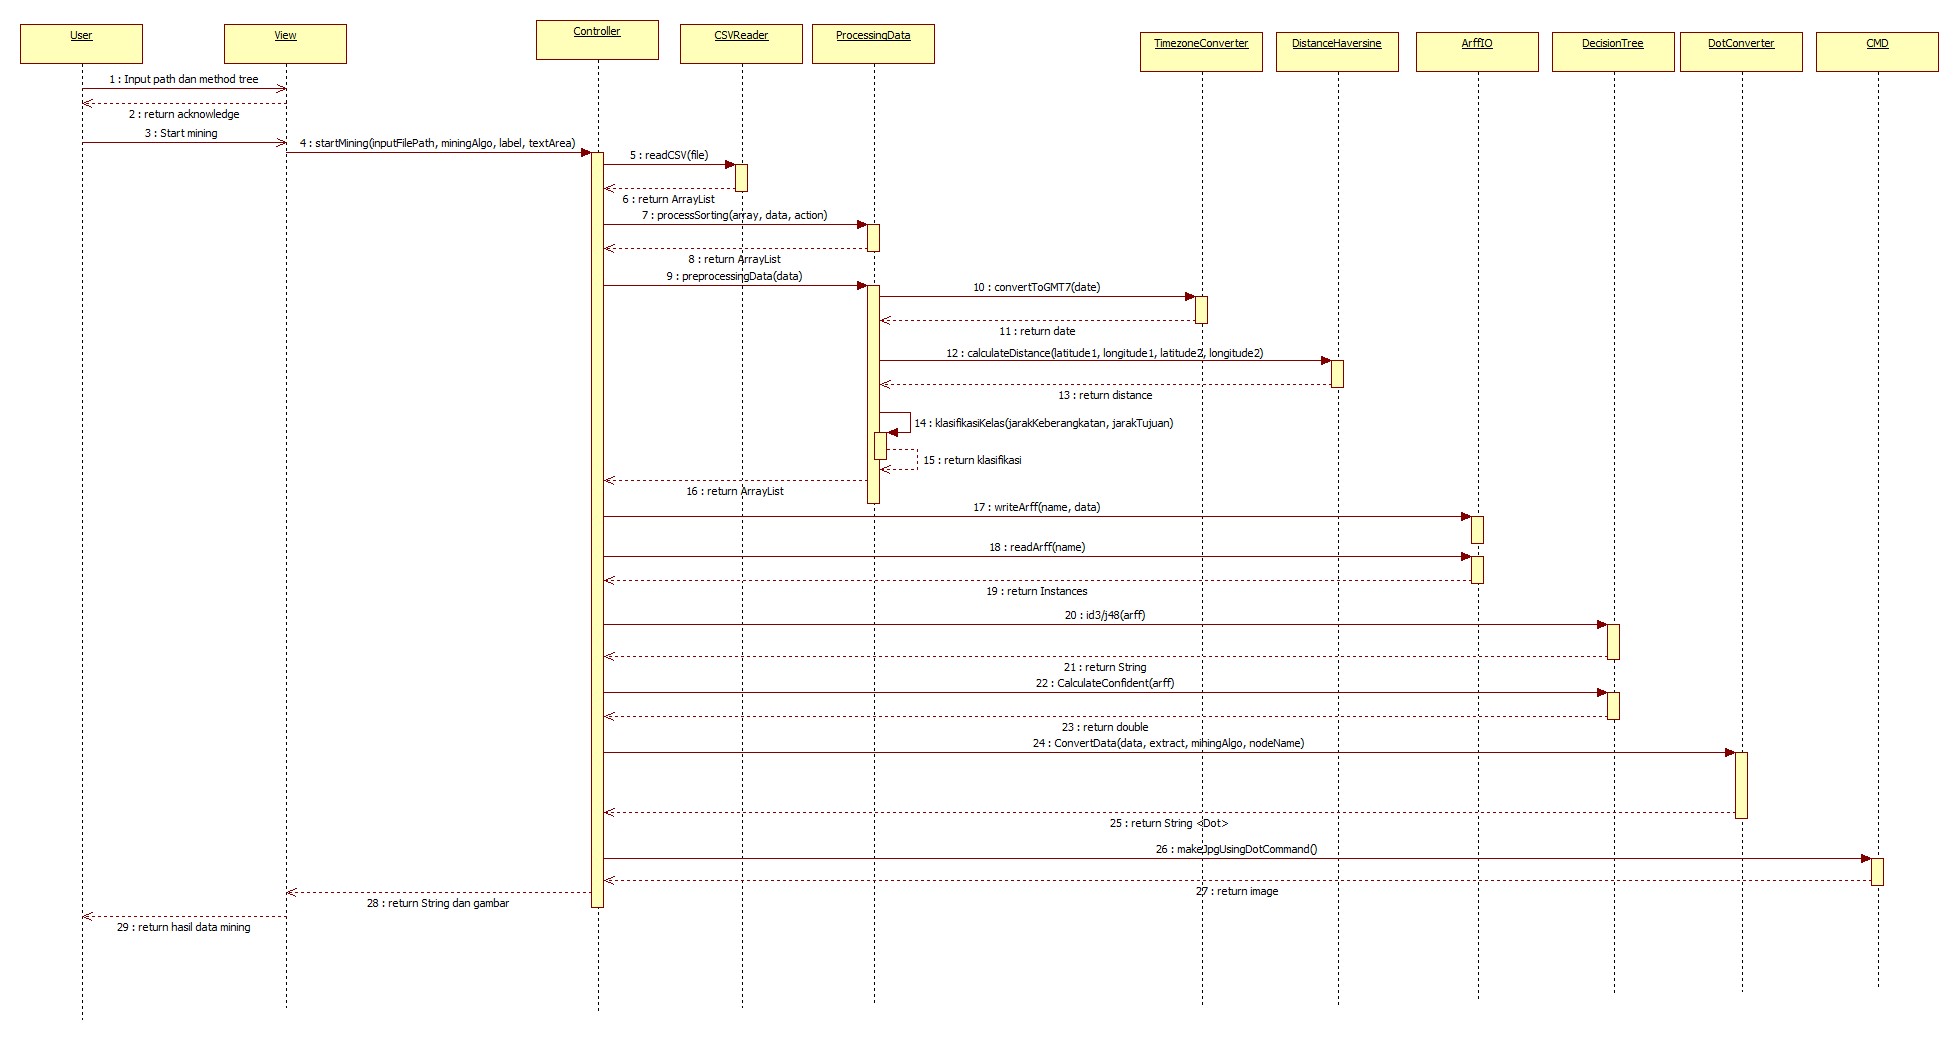 User
View
Controller
CSVReader
ProcessingData
TimezoneConverter
DistanceHaversine
ArffIO
DecisionTree
DotConverter
CMD
1 : Input path dan method tree
2 : return acknowledge
3 : Start mining
4 : startMining(inputFilePath, miningAlgo, label, textArea)
5 : readCSV(file)
6 : return ArrayList
7 : processSorting(array, data, action)
8 : return ArrayList
9 : preprocessingData(data)
10 : convertToGMT7(date)
11 : return date
12 : calculateDistance(latitude1, longitude1, latitude2, longitude2)
13 : return distance
14 : klasifikasiKelas(jarakKeberangkatan, jarakTujuan)
15 : return klasifikasi
16 : return ArrayList
17 : writeArff(name, data)
18 : readArff(name)
19 : return Instances
20 : id3/j48(arff)
21 : return String
22 : CalculateConfident(arff)
23 : return double
24 : ConvertData(data, extract, miningAlgo, nodeName)
25 : return String <Dot>
26 : makeJpgUsingDotCommand()
27 : return image
28 : return String dan gambar
29 : return hasil data mining